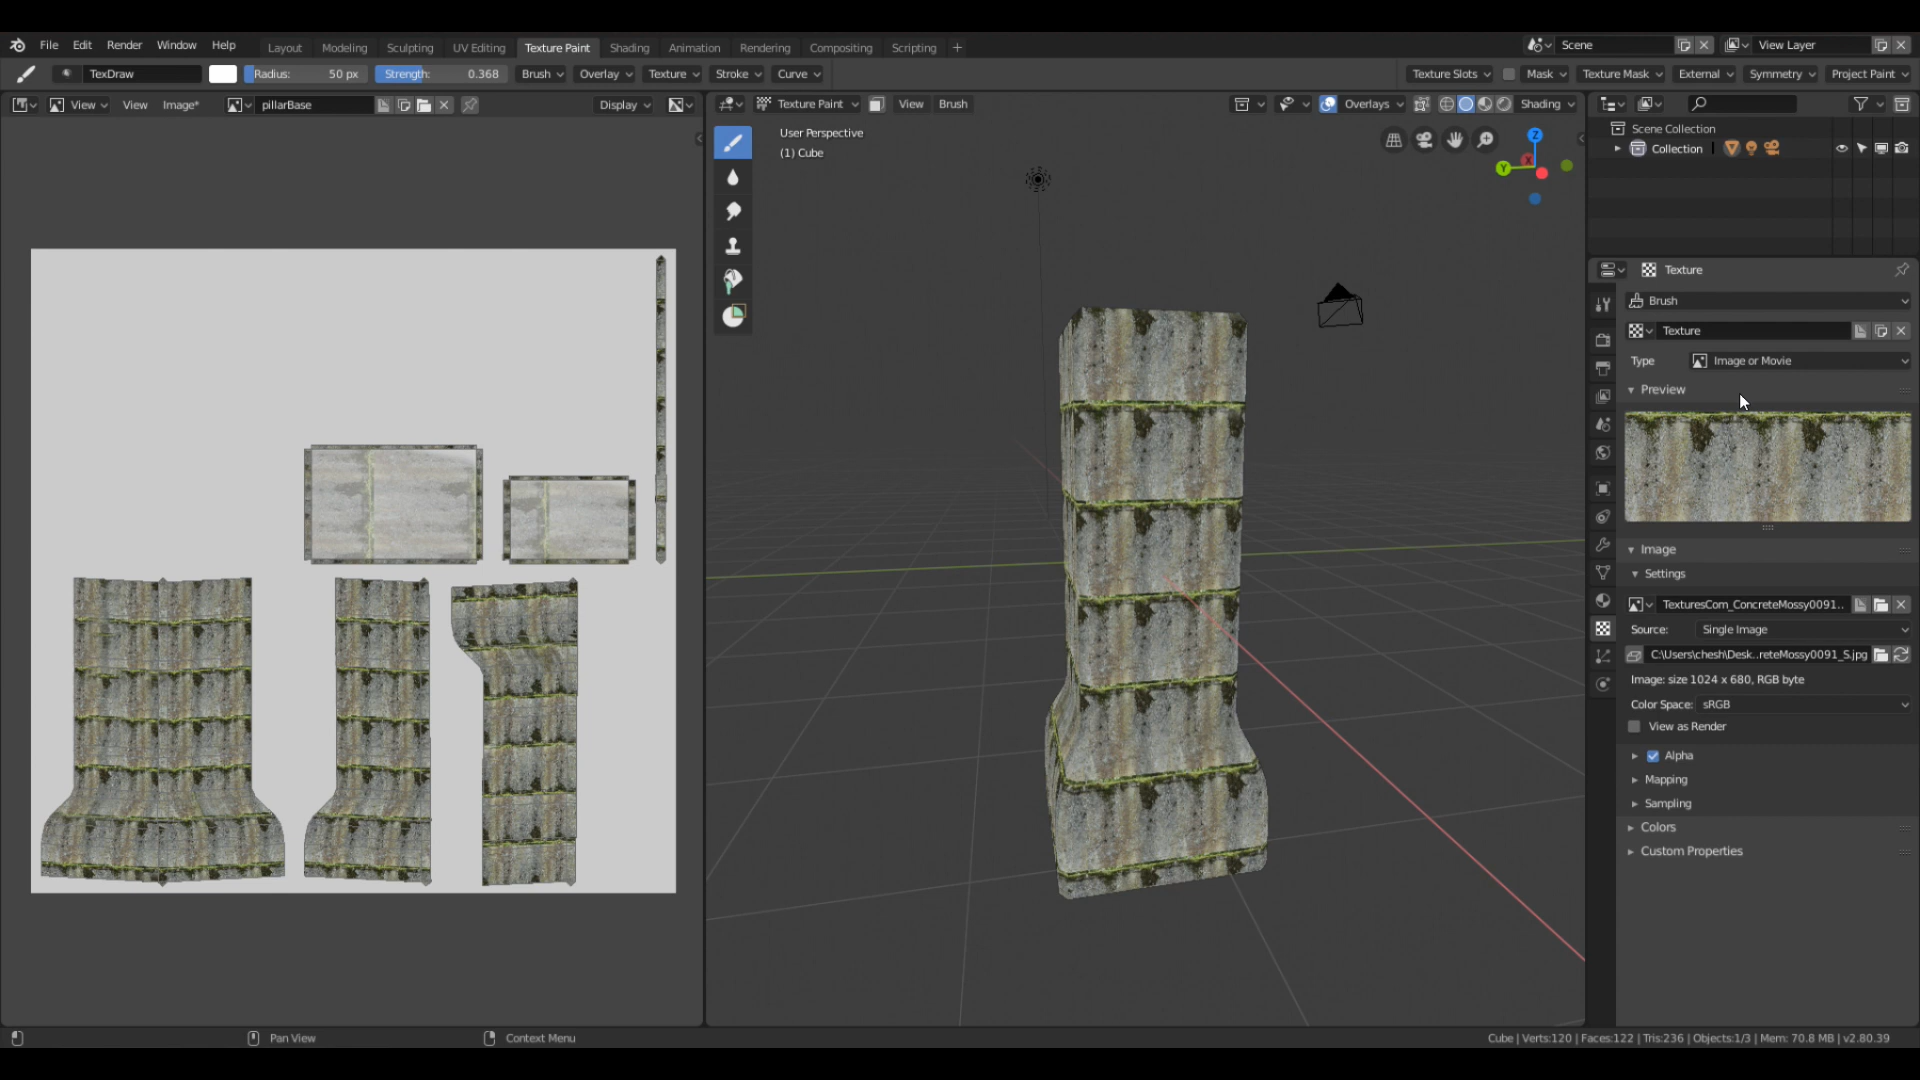 File Edit Render Window Help Layout Modeling Sculpting UV Editing Texture Paint Shading Animation Rendering Compositing Scripting + Scene View Layer
TexDraw Radius: 50 px Strength: 0.368 Brush Overlay Texture Stroke Curve Texture Slots Mask Texture Mask External Symmetry Project Paint
View View Image* pillarBase Display Texture Paint View Brush Overlays Shading
User Perspective
(1) Cube
Z
X
Y
Scene Collection
Collection
Texture
Brush
Texture
Type Image or Movie
Preview
Image
Settings
TexturesCom_ConcreteMossy0091..
Source: Single Image
C:\Users\chesh\Desk..reteMossy0091_S.jpg
Image: size 1024 x 680, RGB byte
Color Space: sRGB
View as Render
Alpha
Mapping
Sampling
Colors
Custom Properties
Pan View Context Menu Cube | Verts:120 | Faces:122 | Tris:236 | Objects:1/3 | Mem: 70.8 MB | v2.80.39